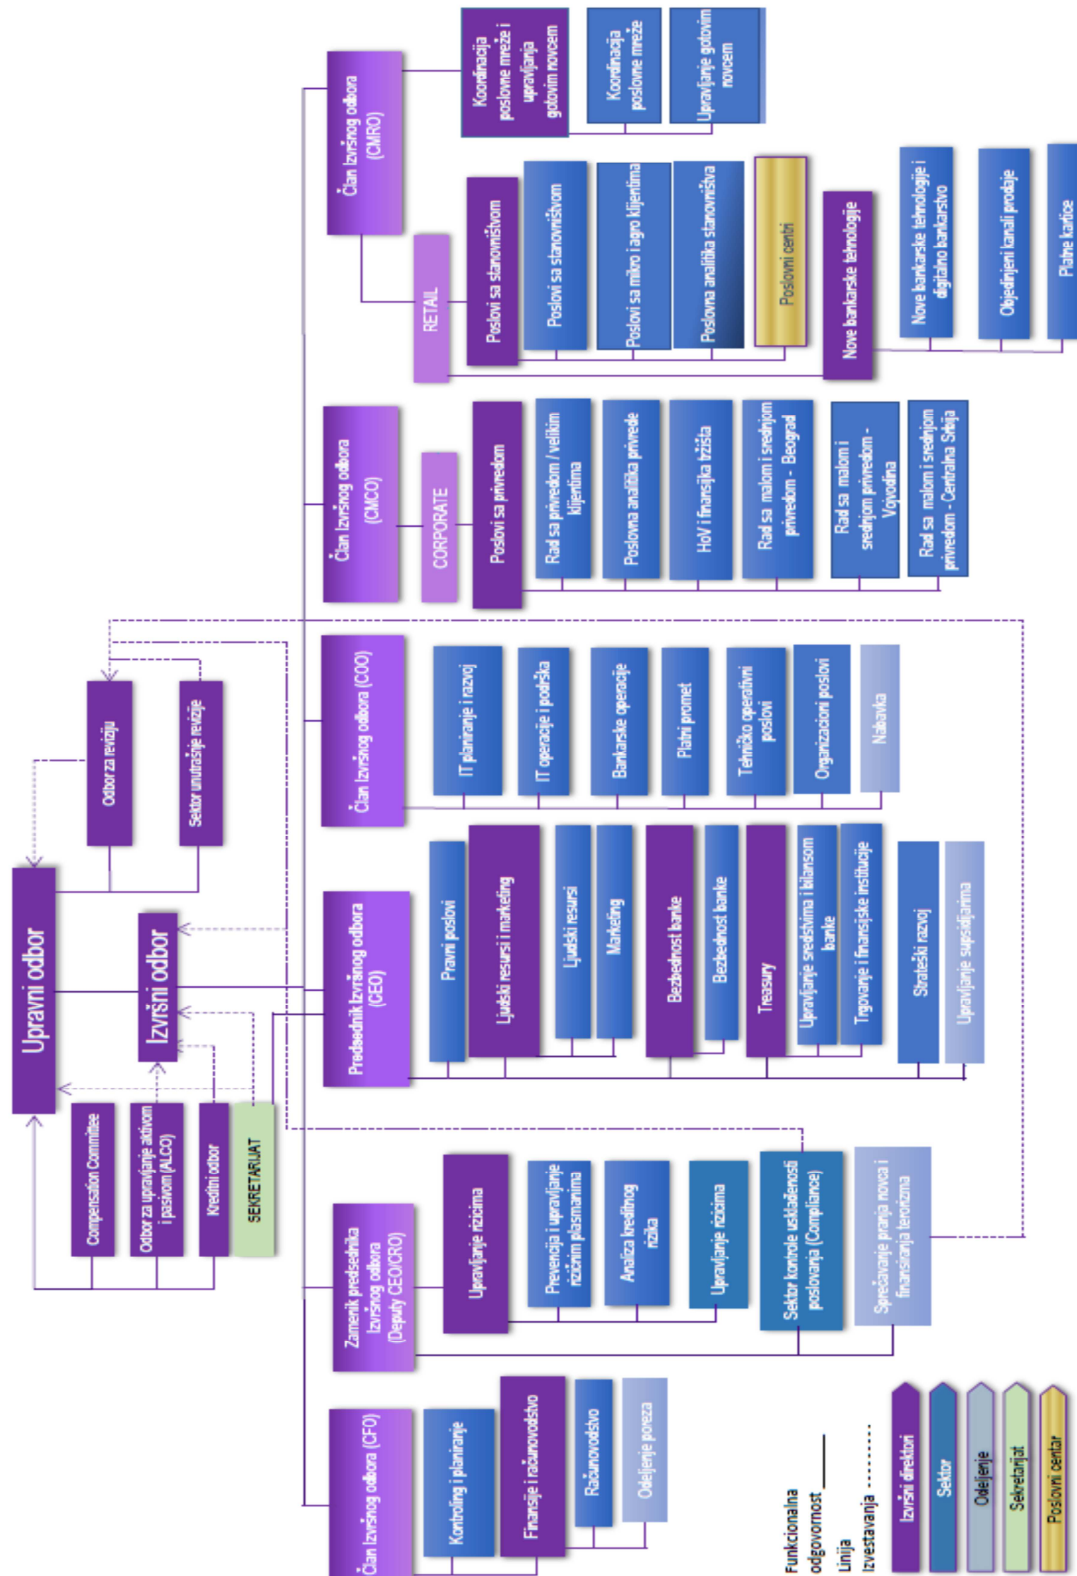 Upravni odbor
Izvršni odbor
Compensation Committee
Odbor za upravljanje aktivom
i pasivom (ALCO)
Kreditni odbor
SEKRETARIJAT
Odbor za reviziju
Sektor unutrašnje revizije
Član Izvršnog odbora (CFO)
Kontroling i planiranje
Finansije i računovodstvo
Računovodstvo
Odeljenje poreza
Zamenik predsednika
Izvršnog odbora
(Deputy CEO/CRO)
Upravljanje rizicima
Prevencija i upravljanje
rizičnim plasmanima
Analiza kreditnog
rizika
Upravljanje rizicima
Sektor kontrole usklađenosti
poslovanja (Compliance)
Sprečavanje pranja novca i
finansiranja terorizma
Predsednik Izvršnog odbora
(CEO)
Pravni poslovi
Ljudski resursi i marketing
Ljudski resursi
Marketing
Bezbednost banke
Bezbednost banke
Treasury
Upravljanje sredstvima i bilansom
banke
Trgovanje i finansijske institucije
Strateški razvoj
Upravljanje supsidijarima
Član Izvršnog odbora (COO)
IT planiranje i razvoj
IT operacije i podrška
Bankarske operacije
Platni promet
Tehničko operativni
poslovi
Organizacioni poslovi
Nabavka
Član Izvršnog odbora
(CMCO)
CORPORATE
Poslovi sa privredom
Rad sa privredom / velikim
klijentima
Poslovna analitika privrede
HoV i finansijka tržišta
Rad sa malom i srednjom
privredom - Beograd
Rad sa malom i
srednjom privredom -
Vojvodina
Rad sa malom i srednjom
privredom - Centralna Srbija
Član Izvršnog odbora
(CMRO)
RETAIL
Poslovi sa stanovništvom
Poslovi sa stanovništvom
Poslovi sa mikro i agro klijentima
Poslovna analitika stanovništva
Poslovni centri
Nove bankarske tehnologije
Nove bankarske tehnologije i
digitalno bankarstvo
Objedinjeni kanali prodaje
Platne kartice
Koordinacija
poslovne mreže i
upravljanja
gotovim novcem
Koordinacija
poslovne mreže
Upravljanje gotovim
novcem
Funkcionalna
odgovornost
Linija
Izvestavanja
Izvršni direktori
Sektor
Odeljenje
Sekretarijat
Poslovni centar